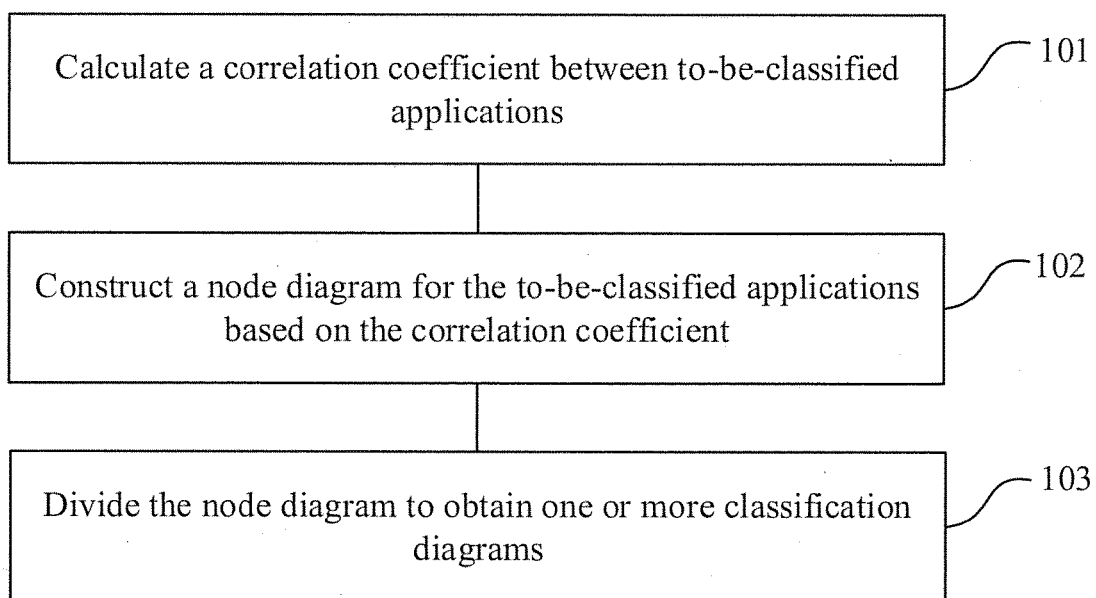 Calculate a correlation coefficient between to-be-classified
applications
101
Construct a node diagram for the to-be-classified applications
based on the correlation coefficient
102
Divide the node diagram to obtain one or more classification
diagrams
103